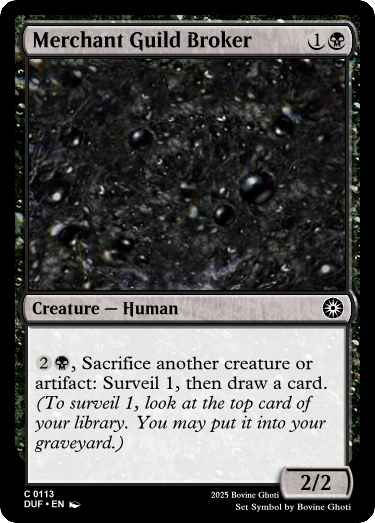 Merchant Guild Broker 1
Creature — Human
2 , Sacrifice another creature or
artifact: Surveil 1, then draw a card.
(To surveil 1, look at the top card of
your library. You may put it into your
graveyard.)
2/2
C 0113
DUF • EN
2025 Bovine Ghoti
Set Symbol by Bovine Ghoti